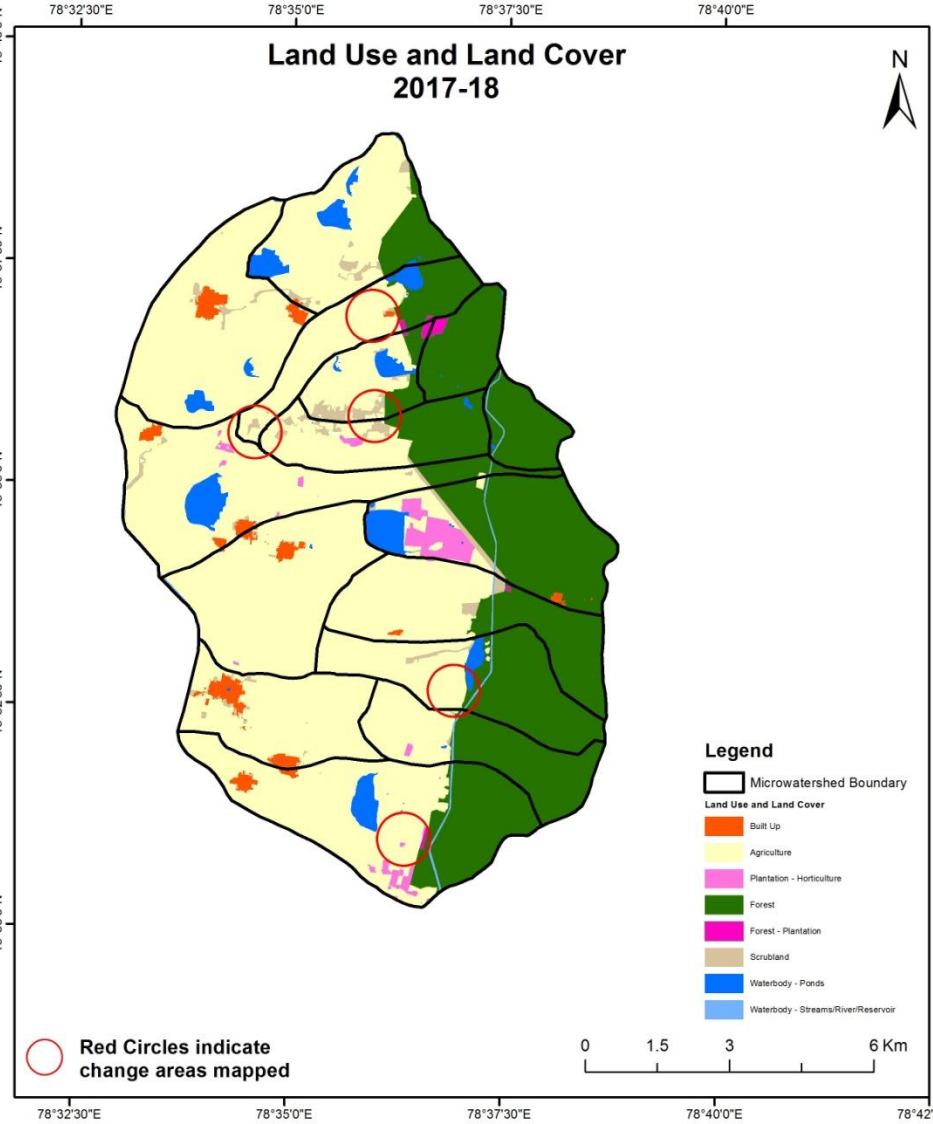 78°32'30"E 78°35'0"E 78°37'30"E 78°40'0"E
Land Use and Land Cover
2017-18
N
Legend
Microwatershed Boundary
Land Use and Land Cover
Built Up
Agriculture
Plantation - Horticulture
Forest
Forest - Plantation
Scrubland
Waterbody - Ponds
Waterbody - Streams/River/Reservoir
Red Circles indicate
change areas mapped
0 1.5 3 6 Km
78°32'30"E 78°35'0"E 78°37'30"E 78°40'0"E 78°42'